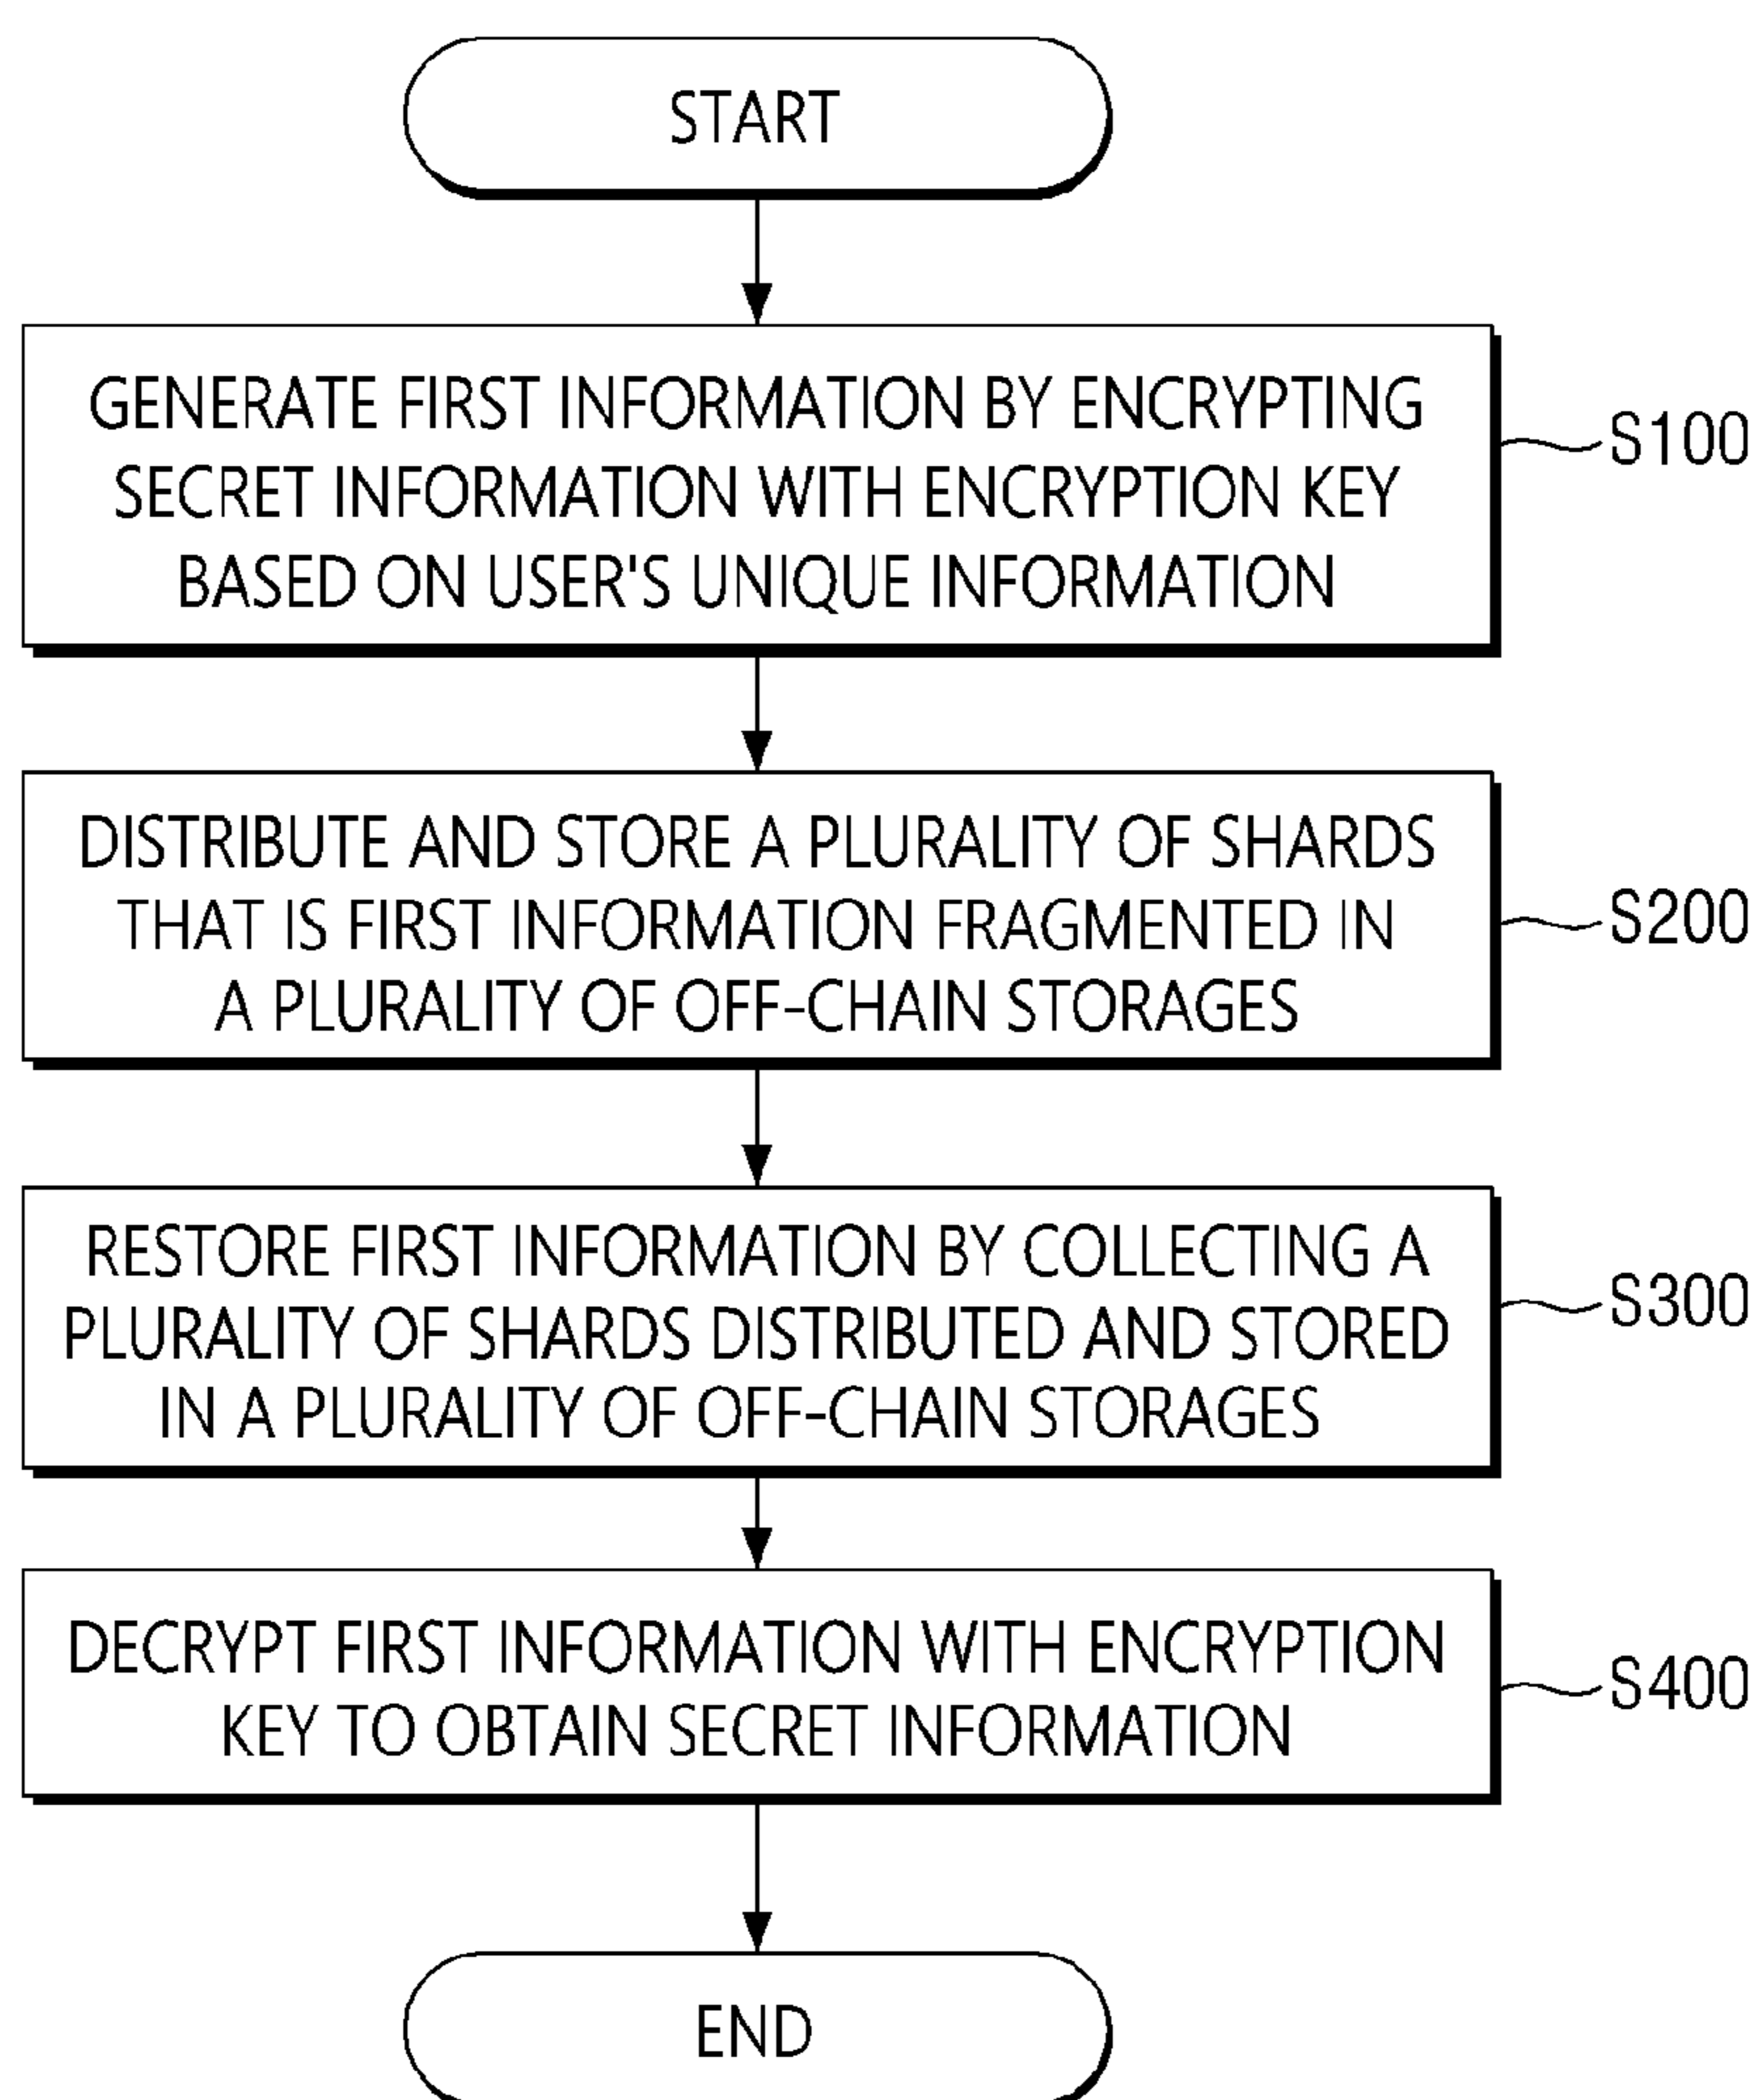 START
GENERATE FIRST INFORMATION BY ENCRYPTING
SECRET INFORMATION WITH ENCRYPTION KEY
BASED ON USER'S UNIQUE INFORMATION
S100
DISTRIBUTE AND STORE A PLURALITY OF SHARDS
THAT IS FIRST INFORMATION FRAGMENTED IN
A PLURALITY OF OFF-CHAIN STORAGES
S200
RESTORE FIRST INFORMATION BY COLLECTING A
PLURALITY OF SHARDS DISTRIBUTED AND STORED
IN A PLURALITY OF OFF-CHAIN STORAGES
S300
DECRYPT FIRST INFORMATION WITH ENCRYPTION
KEY TO OBTAIN SECRET INFORMATION
S400
END